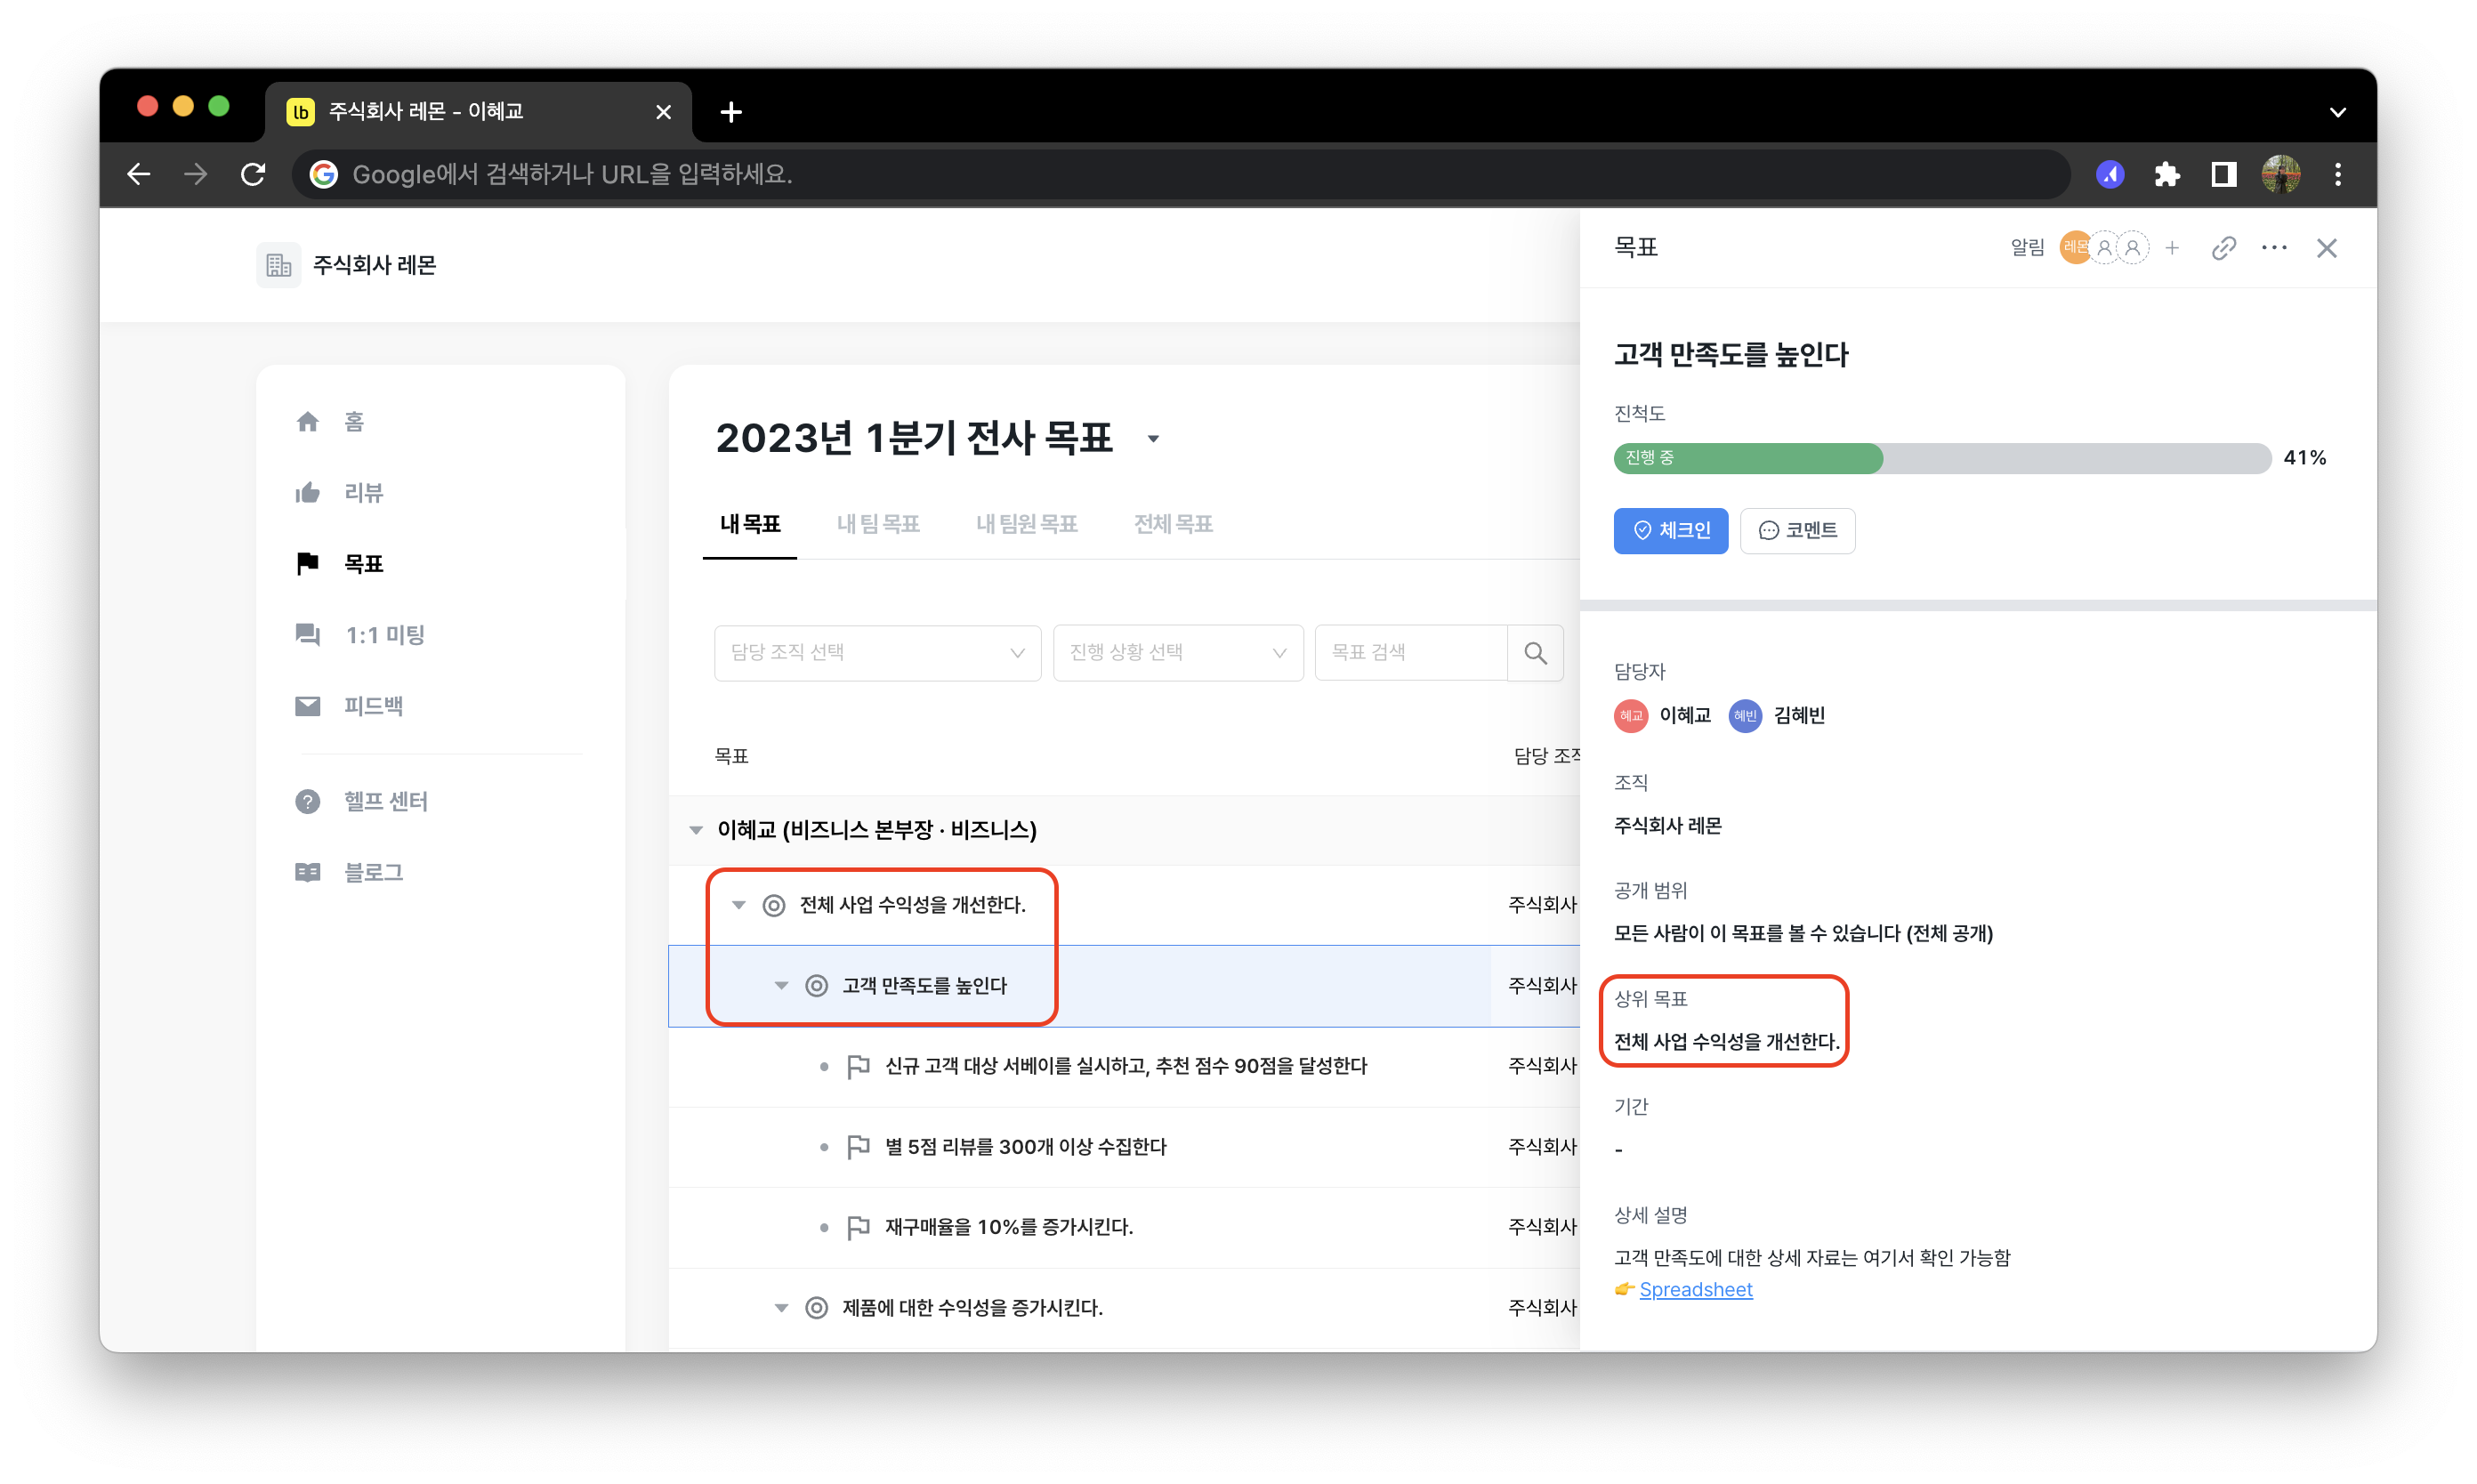 lb 주식회사 레몬 - 이혜교
Google에서 검색하거나 URL을 입력하세요.
주식회사 레몬
홈
리뷰
목표
1:1 미팅
피드백
헬프 센터
블로그
2023년 1분기 전사 목표
내 목표 내 팀 목표 내 팀원 목표 전체 목표
담당 조직 선택 진행 상황 선택 목표 검색
목표 담당 조직
이혜교 (비즈니스 본부장 · 비즈니스)
전체 사업 수익성을 개선한다. 주식회사
고객 만족도를 높인다 주식회사
신규 고객 대상 서베이를 실시하고, 추천 점수 90점을 달성한다 주식회사
별 5점 리뷰를 300개 이상 수집한다 주식회사
재구매율을 10%를 증가시킨다. 주식회사
제품에 대한 수익성을 증가시킨다. 주식회사
목표 알림 레몬
고객 만족도를 높인다
진척도
진행 중 41%
체크인 코멘트
담당자
혜교 이혜교 혜빈 김혜빈
조직
주식회사 레몬
공개 범위
모든 사람이 이 목표를 볼 수 있습니다 (전체 공개)
상위 목표
전체 사업 수익성을 개선한다.
기간
-
상세 설명
고객 만족도에 대한 상세 자료는 여기서 확인 가능함
👉 Spreadsheet